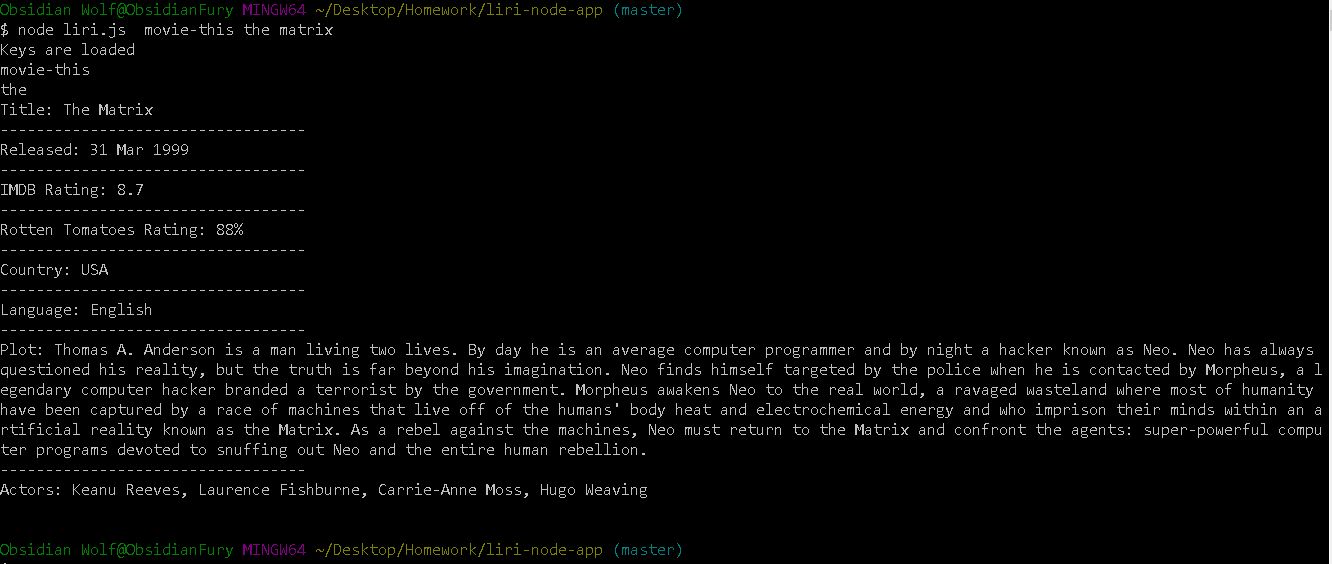 Obsidian Wolf@ObsidianFury MINGW64 ~/Desktop/Homework/liri-node-app (master)
$ node liri.js  movie-this the matrix
Keys are loaded
movie-this
the
Title: The Matrix
----------------------------------
Released: 31 Mar 1999
----------------------------------
IMDB Rating: 8.7
----------------------------------
Rotten Tomatoes Rating: 88%
----------------------------------
Country: USA
----------------------------------
Language: English
----------------------------------
Plot: Thomas A. Anderson is a man living two lives. By day he is an average computer programmer and by night a hacker known as Neo. Neo has always
questioned his reality, but the truth is far beyond his imagination. Neo finds himself targeted by the police when he is contacted by Morpheus, a l
egendary computer hacker branded a terrorist by the government. Morpheus awakens Neo to the real world, a ravaged wasteland where most of humanity
have been captured by a race of machines that live off of the humans' body heat and electrochemical energy and who imprison their minds within an a
rtificial reality known as the Matrix. As a rebel against the machines, Neo must return to the Matrix and confront the agents: super-powerful compu
ter programs devoted to snuffing out Neo and the entire human rebellion.
----------------------------------
Actors: Keanu Reeves, Laurence Fishburne, Carrie-Anne Moss, Hugo Weaving
Obsidian Wolf@ObsidianFury MINGW64 ~/Desktop/Homework/liri-node-app (master)